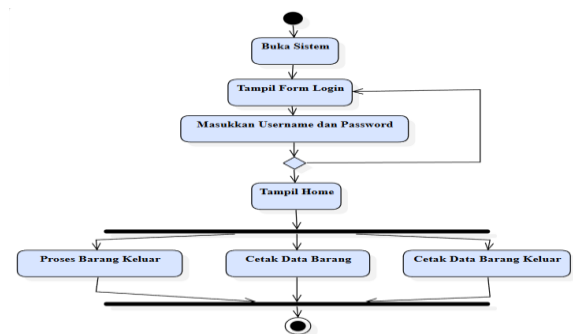 Buka Sistem
Tampil Form Login
Masukkan Username dan Password
Tampil Home
Proses Barang Keluar
Cetak Data Barang
Cetak Data Barang Keluar